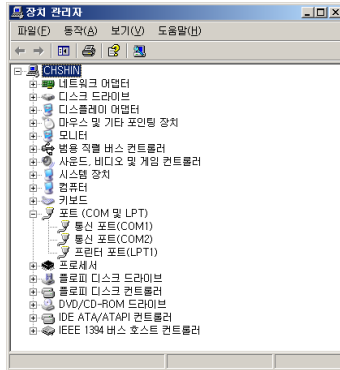 장치 관리자
파일(F) 동작(A) 보기(V) 도움말(H)
CHSHIN
네트워크 어댑터
디스크 드라이브
디스플레이 어댑터
마우스 및 기타 포인팅 장치
모니터
범용 직렬 버스 컨트롤러
사운드, 비디오 및 게임 컨트롤러
시스템 장치
컴퓨터
키보드
포트 (COM 및 LPT)
통신 포트(COM1)
통신 포트(COM2)
프린터 포트(LPT1)
프로세서
플로피 디스크 드라이브
플로피 디스크 컨트롤러
DVD/CD-ROM 드라이브
IDE ATA/ATAPI 컨트롤러
IEEE 1394 버스 호스트 컨트롤러